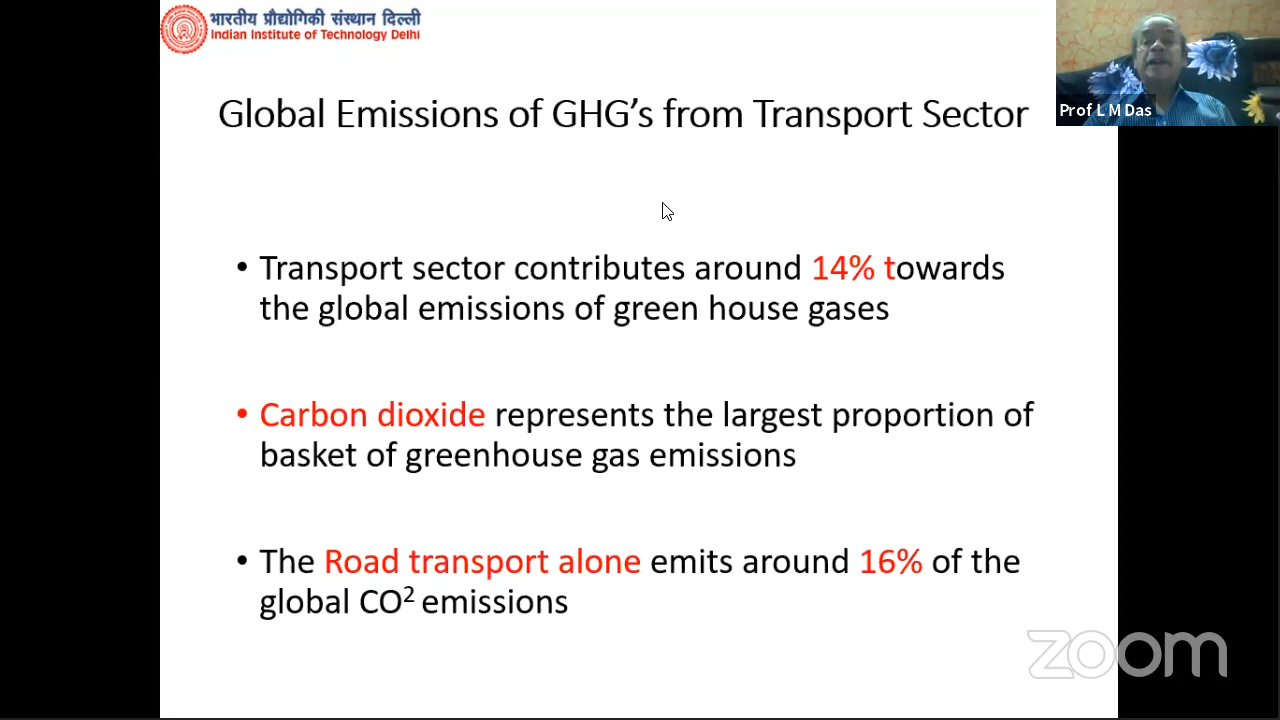 भारतीय प्रौद्योगिकी संस्थान दिल्ली
Indian Institute of Technology Delhi
Prof L M Das
Global Emissions of GHG's from Transport Sector
• Transport sector contributes around 14% towards
the global emissions of green house gases
• Carbon dioxide represents the largest proportion of
basket of greenhouse gas emissions
• The Road transport alone emits around 16% of the
global CO² emissions
zoom